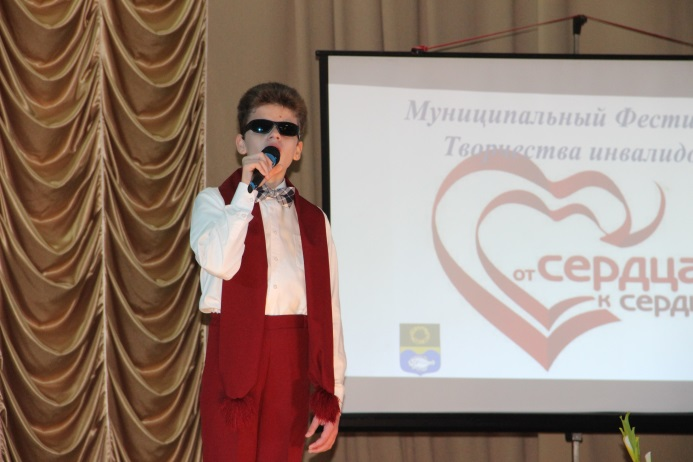 Муниципальный Фести
Творчества инвалидо
от сердца
к серд